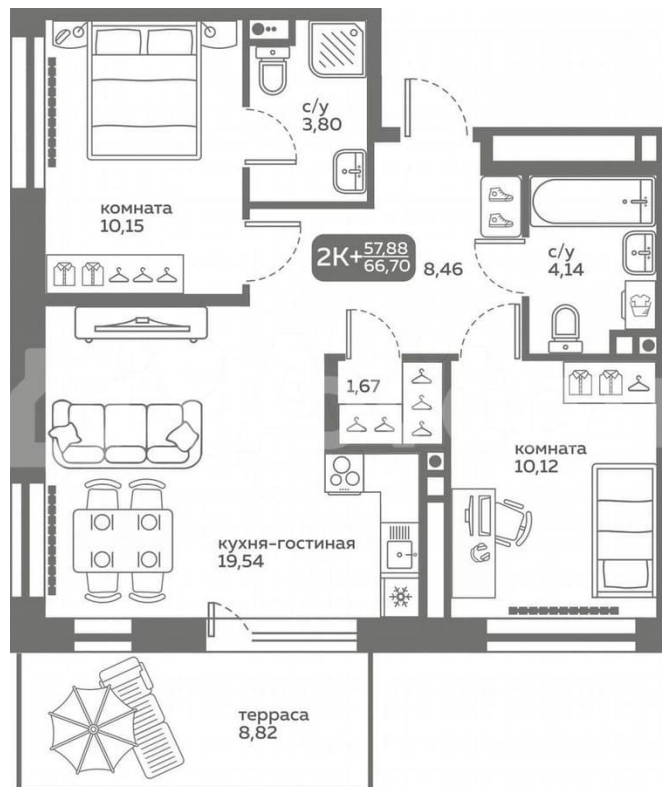 с/у
3,80
комната
10,15
2К+
57,88
66,70
8,46
с/у
4,14
1,67
комната
10,12
кухня-гостиная
19,54
терраса
8,82